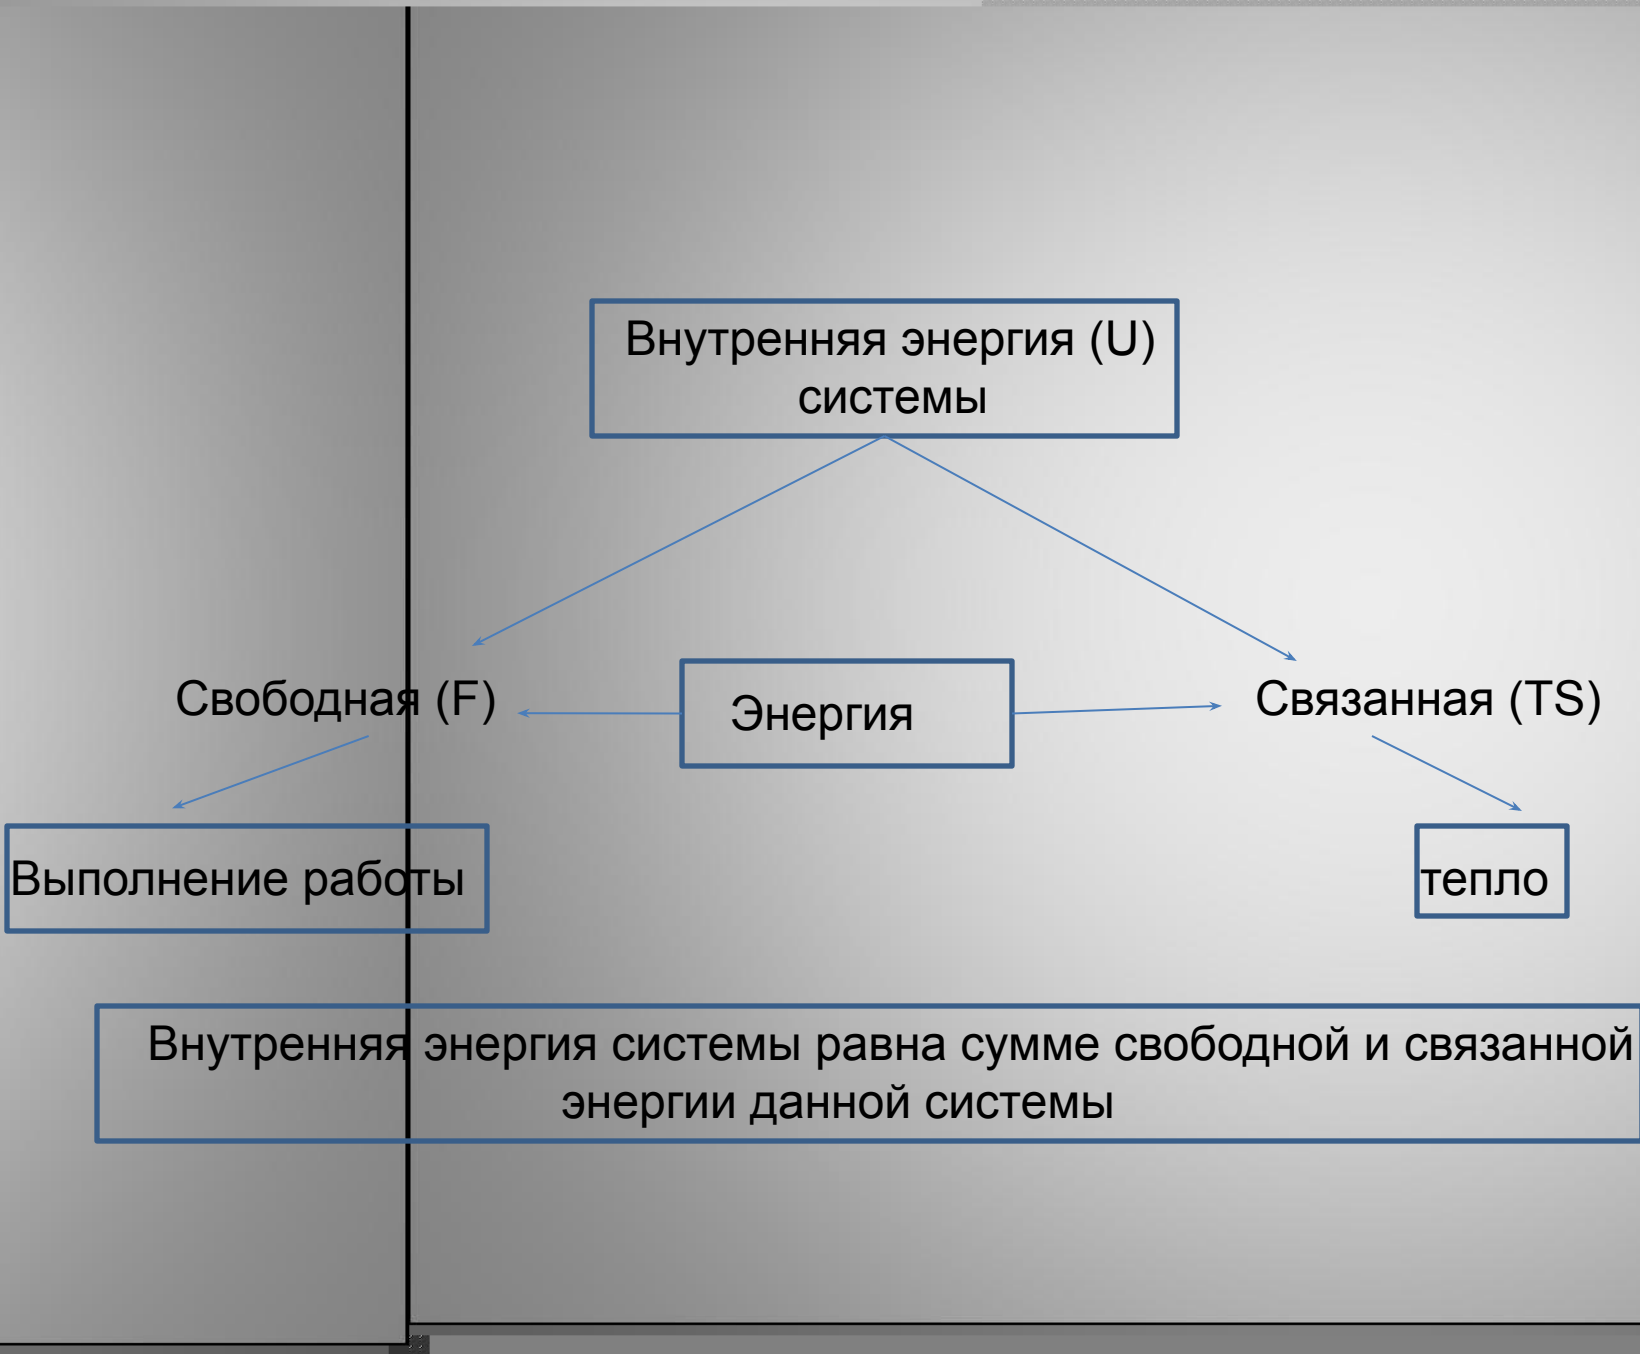 Внутренняя энергия (U)
системы
Свободная (F)
Энергия
Связанная (TS)
Выполнение работы
тепло
Внутренняя энергия системы равна сумме свободной и связанной
энергии данной системы